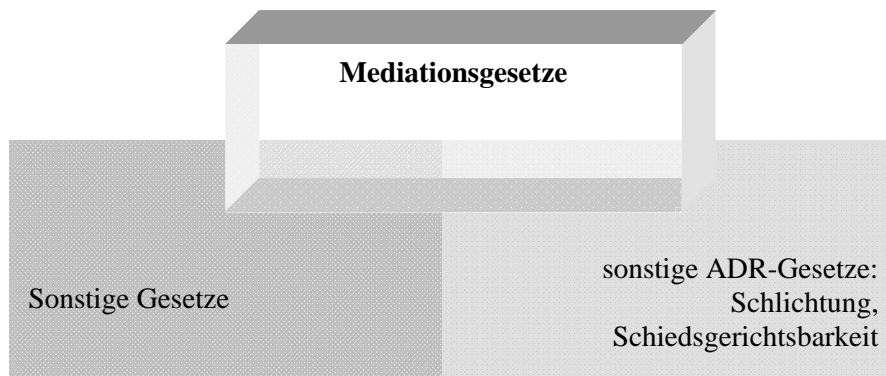 Mediationsgesetze
Sonstige Gesetze
sonstige ADR-Gesetze:
Schlichtung,
Schiedsgerichtsbarkeit